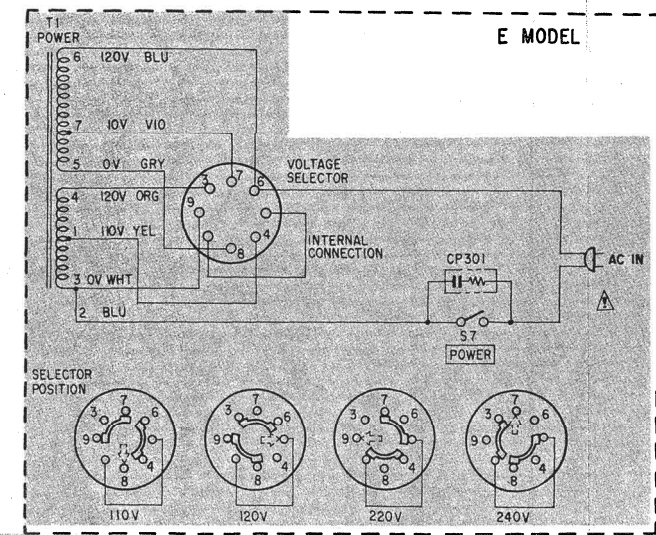 T1
POWER
E MODEL
6 120V BLU
7 10V VIO
5 0V GRY
4 120V ORG
1 110V YEL
3 0V WHT
2 BLU
3 7 6
9
8 4
VOLTAGE
SELECTOR
INTERNAL
CONNECTION
CP301
AC IN
S7
POWER
SELECTOR
POSITION
3 7 6
9
8 4
110V
3 7 6
9
8 4
120V
3 7 6
9
8 4
220V
3 7 6
9
8 4
240V